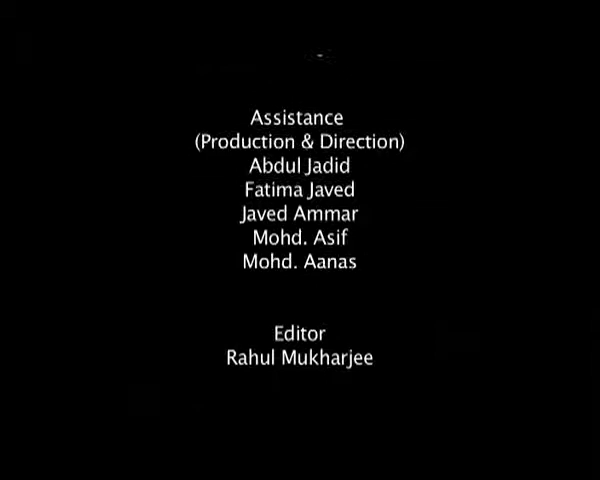 Assistance
(Production & Direction)
Abdul Jadid
Fatima Javed
Javed Ammar
Mohd. Asif
Mohd. Aanas
Editor
Rahul Mukharjee